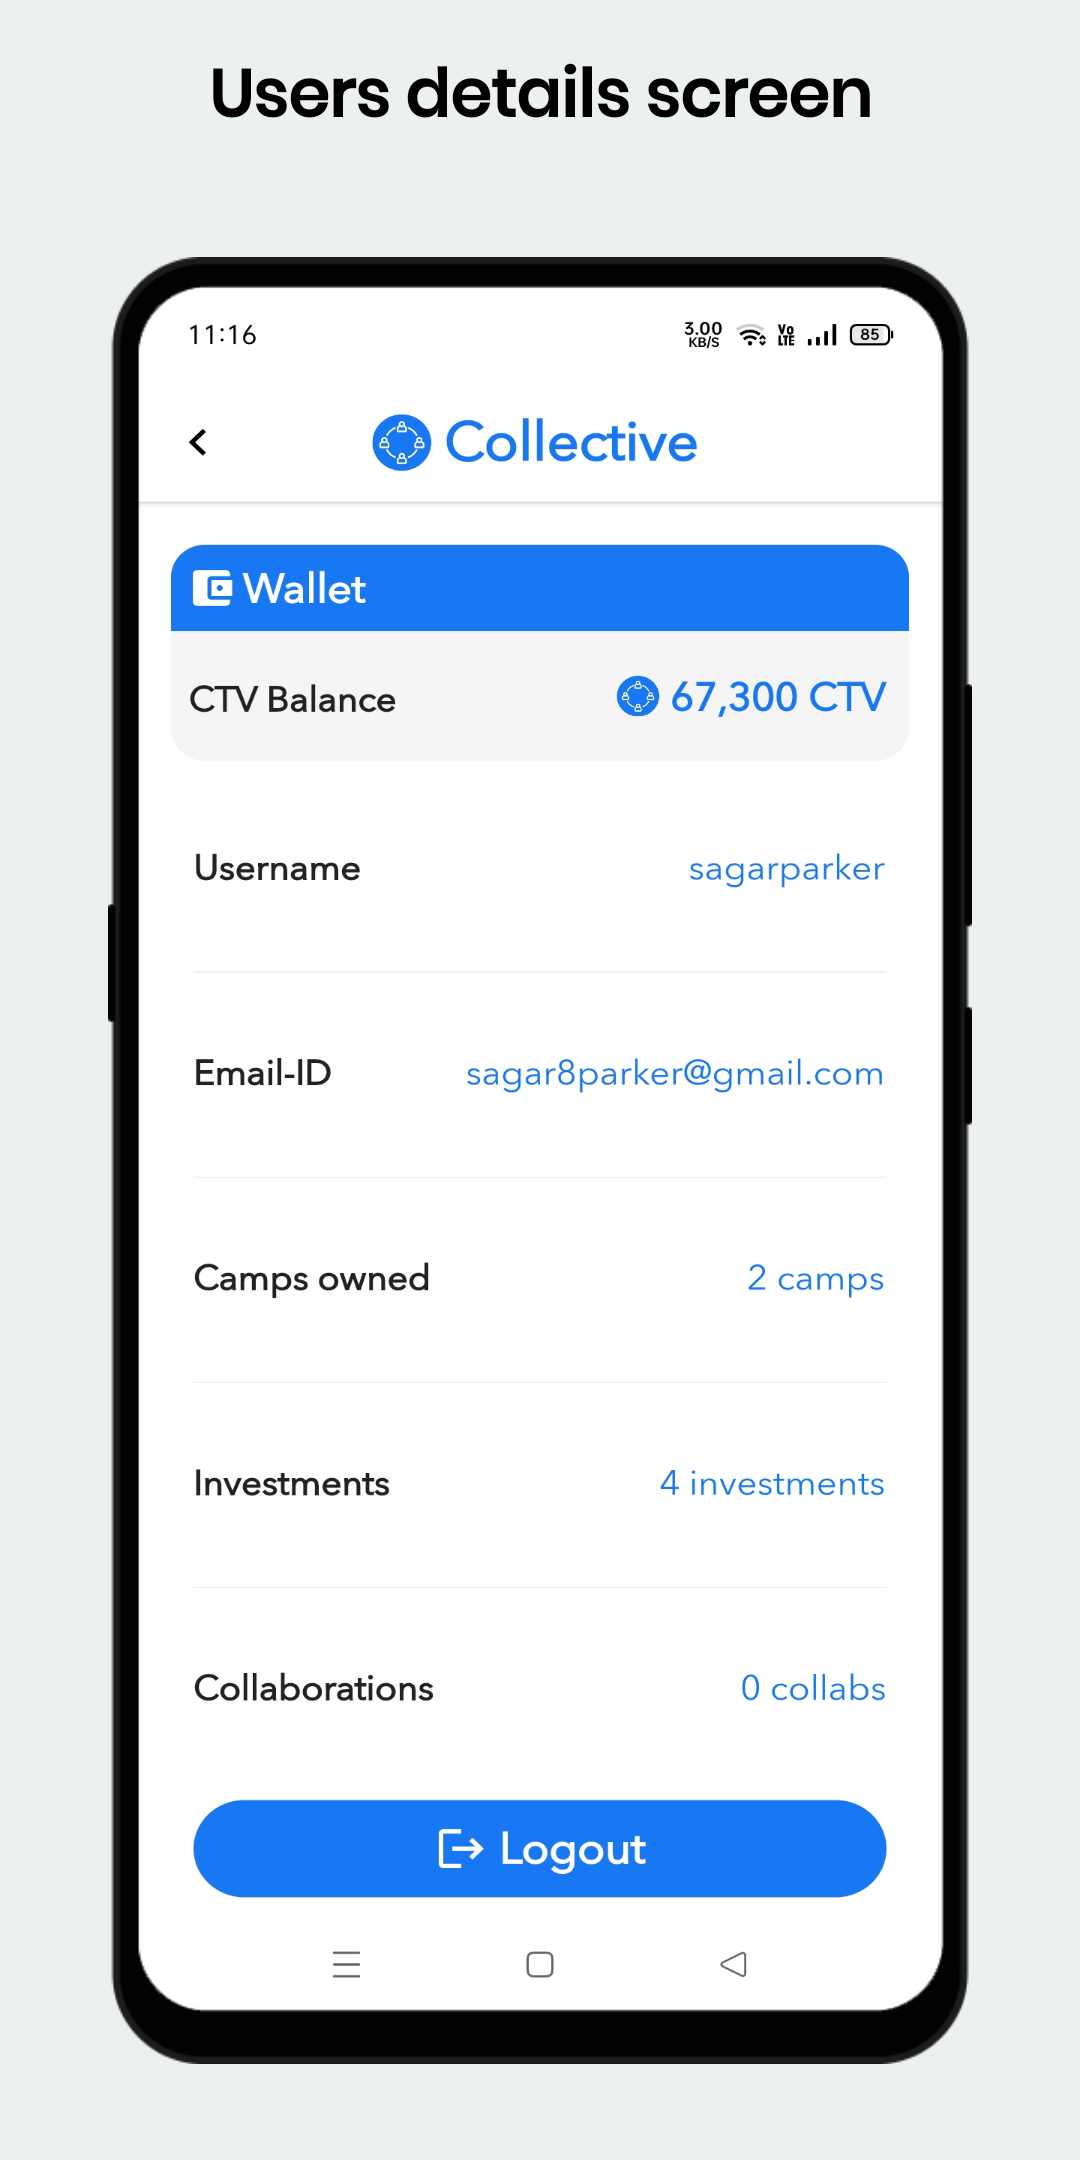 Users details screen
11:16
3.00
KB/S
Vo
LTE
85
Collective
Wallet
CTV Balance
67,300 CTV
Username
sagarparker
Email-ID
sagar8parker@gmail.com
Camps owned
2 camps
Investments
4 investments
Collaborations
0 collabs
Logout